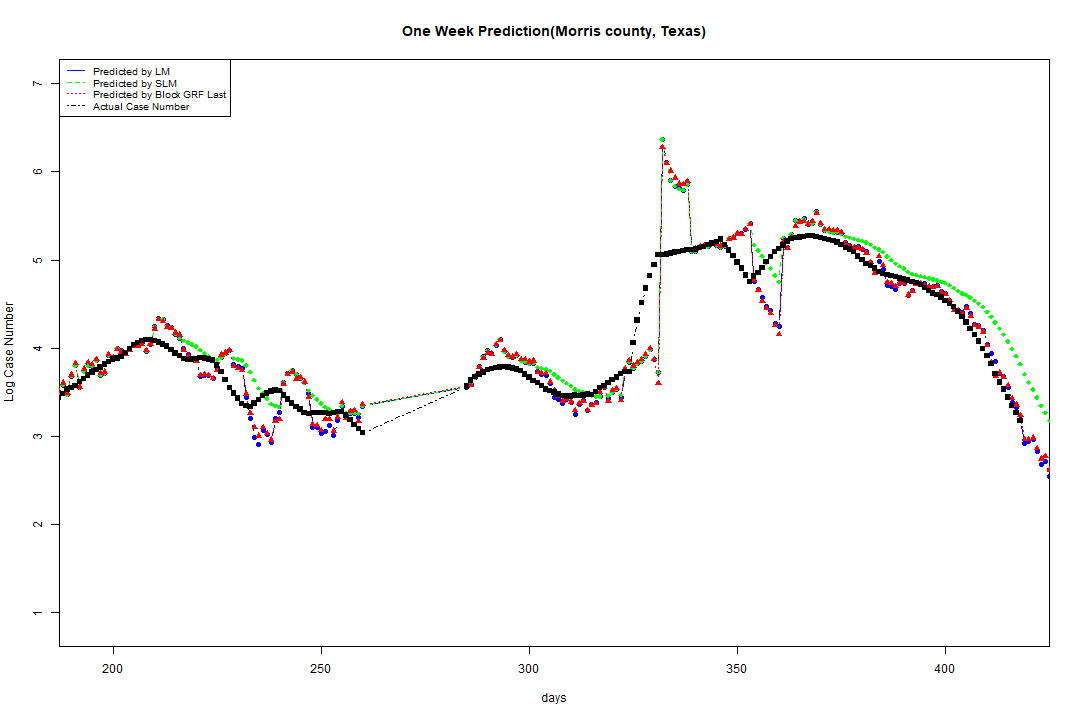 One Week Prediction(Morris county, Texas)
Predicted by LM
Predicted by SLM
Predicted by Block GRF Last
Actual Case Number
7
6
5
4
3
2
1
Log Case Number
200 250 300 350 400
days